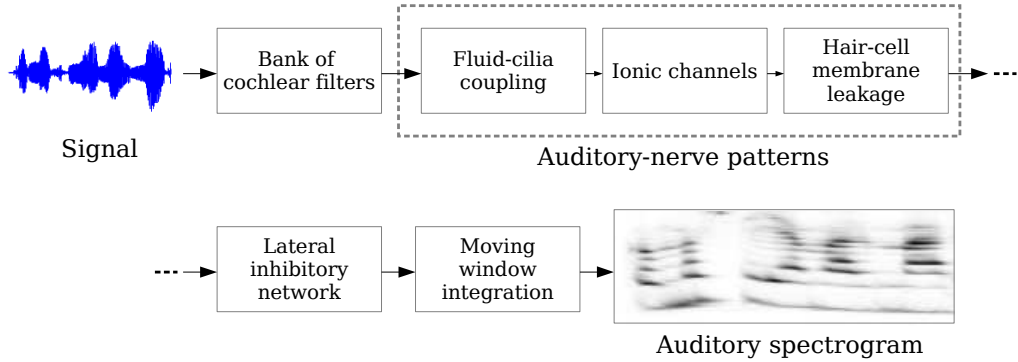 Signal
Bank of
cochlear filters
Fluid-cilia
coupling
Ionic channels
Hair-cell
membrane
leakage
Auditory-nerve patterns
Lateral
inhibitory
network
Moving
window
integration
Auditory spectrogram